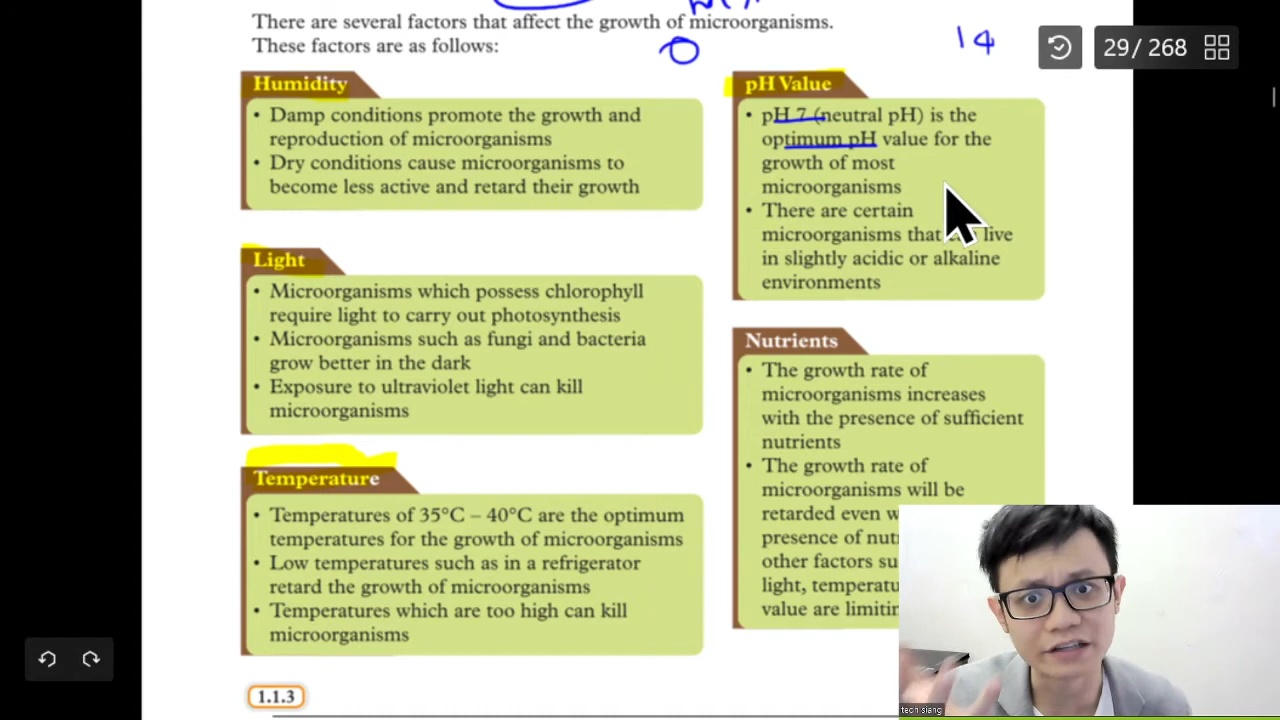 There are several factors that affect the growth of microorganisms.
These factors are as follows:
0
14
29 / 268
Humidity
• Damp conditions promote the growth and
reproduction of microorganisms
• Dry conditions cause microorganisms to
become less active and retard their growth
Light
• Microorganisms which possess chlorophyll
require light to carry out photosynthesis
• Microorganisms such as fungi and bacteria
grow better in the dark
• Exposure to ultraviolet light can kill
microorganisms
Temperature
• Temperatures of 35°C – 40°C are the optimum
temperatures for the growth of microorganisms
• Low temperatures such as in a refrigerator
retard the growth of microorganisms
• Temperatures which are too high can kill
microorganisms
1.1.3
pH Value
• pH 7 (neutral pH) is the
optimum pH value for the
growth of most
microorganisms
• There are certain
microorganisms that live
in slightly acidic or alkaline
environments
Nutrients
• The growth rate of
microorganisms increases
with the presence of sufficient
nutrients
• The growth rate of
microorganisms will be
retarded even
presence of
other factors
light,
value are
teoh siang